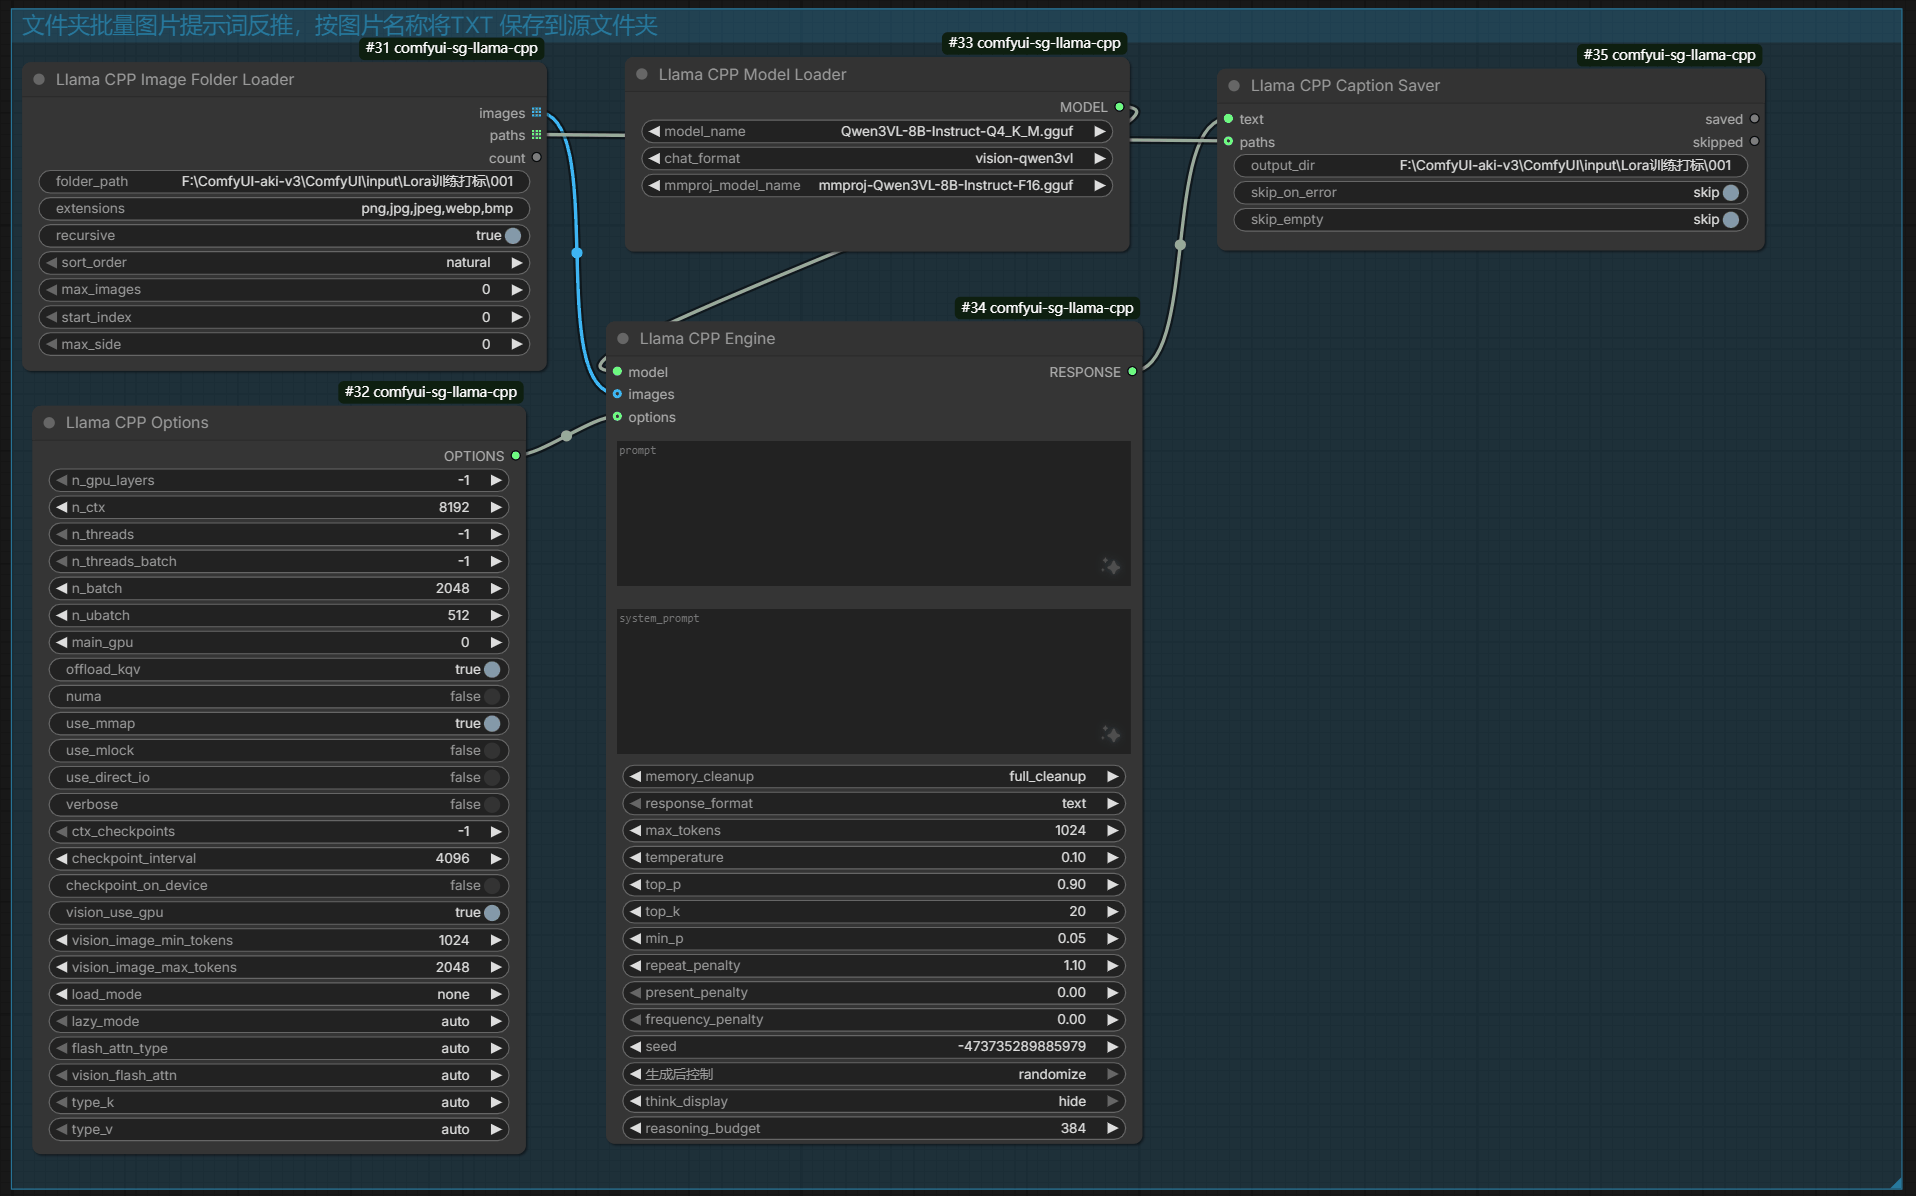 文件夹批量图片提示词反推，按图片名称将TXT 保存到源文件夹
#31 comfyui-sg-llama-cpp
Llama CPP Image Folder Loader
images
paths
count
folder_path F:\ComfyUI-aki-v3\ComfyUI\input\Lora训练打标\001
extensions png,jpg,jpeg,webp,bmp
recursive true
sort_order natural
max_images 0
start_index 0
max_side 0
#32 comfyui-sg-llama-cpp
Llama CPP Options
OPTIONS
n_gpu_layers -1
n_ctx 8192
n_threads -1
n_threads_batch -1
n_batch 2048
n_ubatch 512
main_gpu 0
offload_kqv true
numa false
use_mmap true
use_mlock false
use_direct_io false
verbose false
ctx_checkpoints -1
checkpoint_interval 4096
checkpoint_on_device false
vision_use_gpu true
vision_image_min_tokens 1024
vision_image_max_tokens 2048
load_mode none
lazy_mode auto
flash_attn_type auto
vision_flash_attn auto
type_k auto
type_v auto
#33 comfyui-sg-llama-cpp
Llama CPP Model Loader
MODEL
model_name Qwen3VL-8B-Instruct-Q4_K_M.gguf
chat_format vision-qwen3vl
mmproj_model_name mmproj-Qwen3VL-8B-Instruct-F16.gguf
#34 comfyui-sg-llama-cpp
Llama CPP Engine
model RESPONSE
images
options
prompt
system_prompt
memory_cleanup full_cleanup
response_format text
max_tokens 1024
temperature 0.10
top_p 0.90
top_k 20
min_p 0.05
repeat_penalty 1.10
present_penalty 0.00
frequency_penalty 0.00
seed -473735289885979
生成后控制 randomize
think_display hide
reasoning_budget 384
#35 comfyui-sg-llama-cpp
Llama CPP Caption Saver
text saved
paths skipped
output_dir F:\ComfyUI-aki-v3\ComfyUI\input\Lora训练打标\001
skip_on_error skip
skip_empty skip